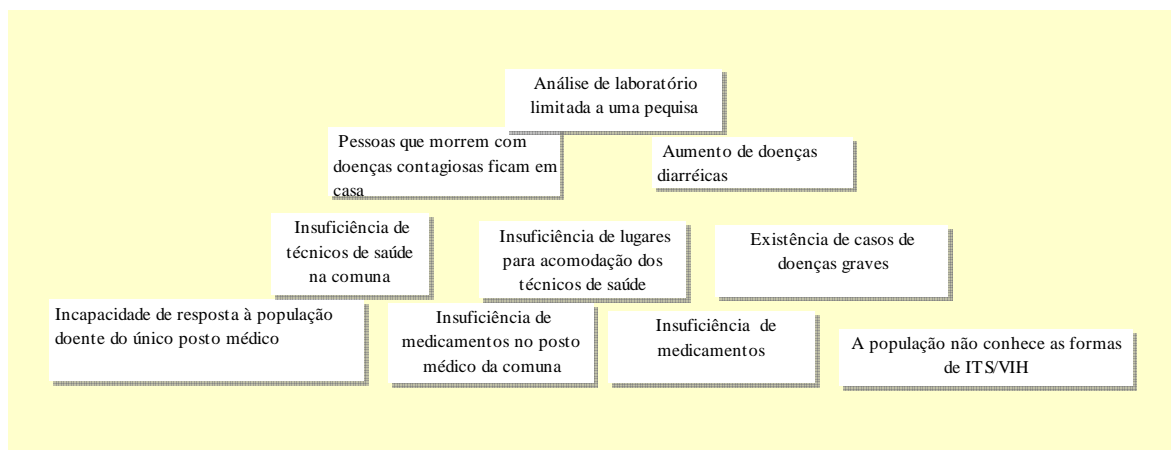 Análise de laboratório
limitada a uma pequisa
Pessoas que morrem com
doenças contagiosas ficam em
casa
Aumento de doenças
diarréicas
Insuficiência de
técnicos de saúde
na comuna
Insuficiência de lugares
para acomodação dos
técnicos de saúde
Existência de casos de
doenças graves
Incapacidade de resposta à população
doente do único posto médico
Insuficiência de
medicamentos no posto
médico da comuna
Insuficiência de
medicamentos
A população não conhece as formas
de ITS/VIH